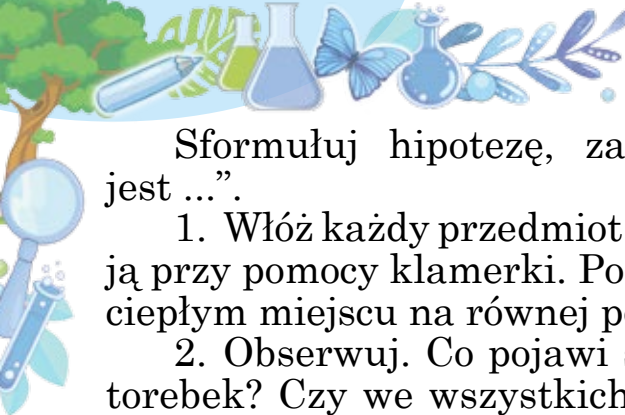 Sformułuj hipotezę, za
jest ...”.
1. Włóż każdy przedmiot
ją przy pomocy klamerki. Po
ciepłym miejscu na równej po
2. Obserwuj. Co pojawi
torebek? Czy we wszystkich